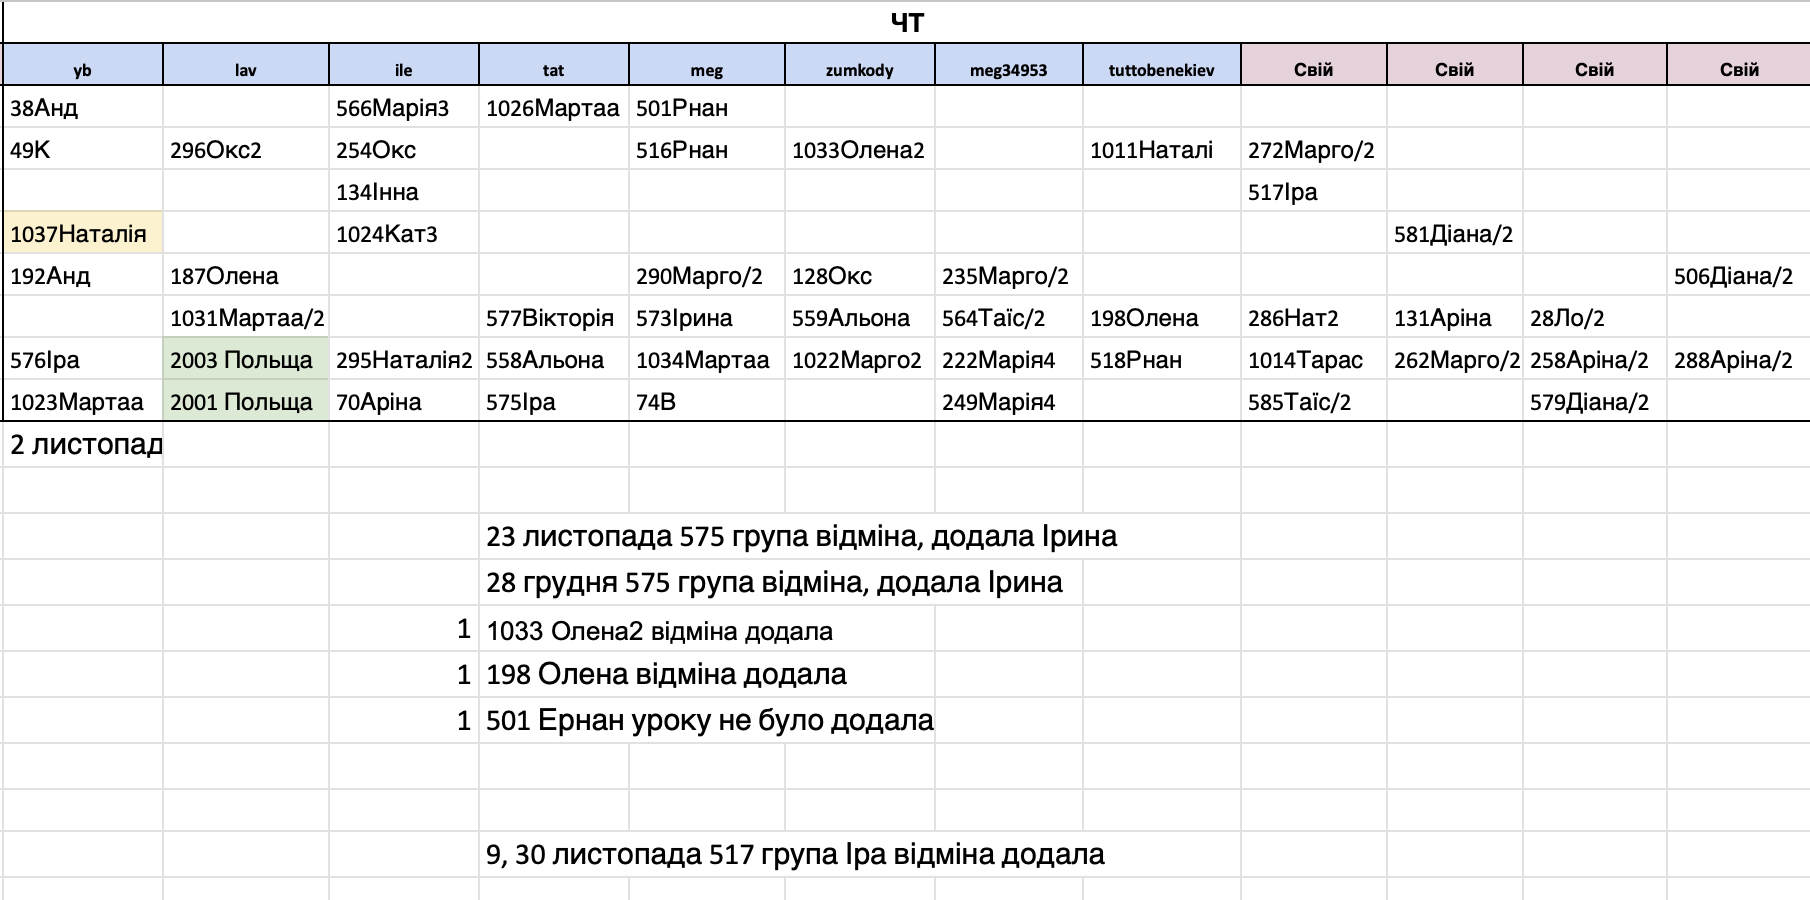 ЧТ
yb lav ile tat meg zumkody meg34953 tuttobenekiev Свій Свій Свій Свій
38Анд 566Марія3 1026Мартаа 501Рнан
49К 296Окс2 254Окс 516Рнан 1033Олена2 1011Наталі 272Марго/2
134Інна 517Іра
1037Наталія 1024Кат3 581Діана/2
192Анд 187Олена 290Марго/2 128Окс 235Марго/2 506Діана/2
1031Мартаа/2 577Вікторія 573Ірина 559Альона 564Таїс/2 198Олена 286Нат2 131Аріна 28Ло/2
576Іра 2003 Польща 295Наталія2 558Альона 1034Мартаа 1022Марго2 222Марія4 518Рнан 1014Тарас 262Марго/2 258Аріна/2 288Аріна/2
1023Мартаа 2001 Польща 70Аріна 575Іра 74В 249Марія4 585Таїс/2 579Діана/2
2 листопад
23 листопада 575 група відміна, додала Ірина
28 грудня 575 група відміна, додала Ірина
1 1033 Олена2 відміна додала
1 198 Олена відміна додала
1 501 Ернан уроку не було додала
9, 30 листопада 517 група Іра відміна додала